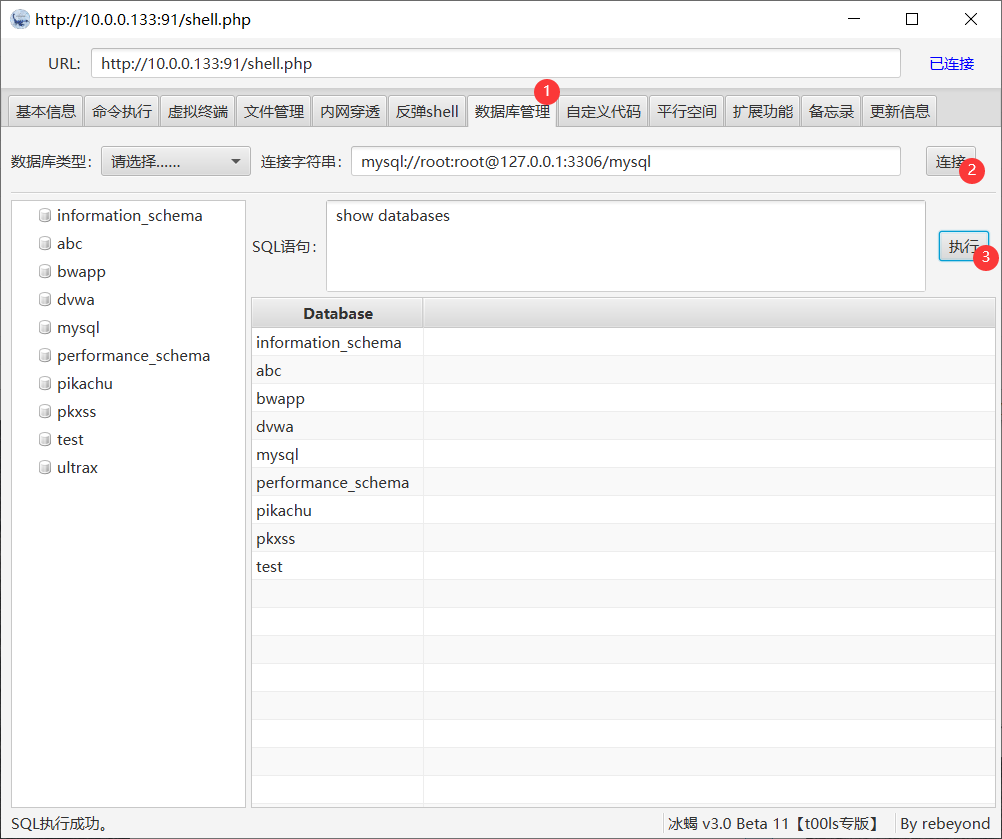 http://10.0.0.133:91/shell.php
URL: http://10.0.0.133:91/shell.php 已连接
基本信息 命令执行 虚拟终端 文件管理 内网穿透 反弹shell 数据库管理 1 自定义代码 平行空间 扩展功能 备忘录 更新信息
数据库类型: 请选择...... 连接字符串: mysql://root:root@127.0.0.1:3306/mysql 连接 2
information_schema
abc
bwapp
dvwa
mysql
performance_schema
pikachu
pkxss
test
ultrax
show databases
SQL语句: 执行 3
Database
information_schema
abc
bwapp
dvwa
mysql
performance_schema
pikachu
pkxss
test
SQL执行成功。 冰蝎 v3.0 Beta 11【t00ls专版】 By rebeyond